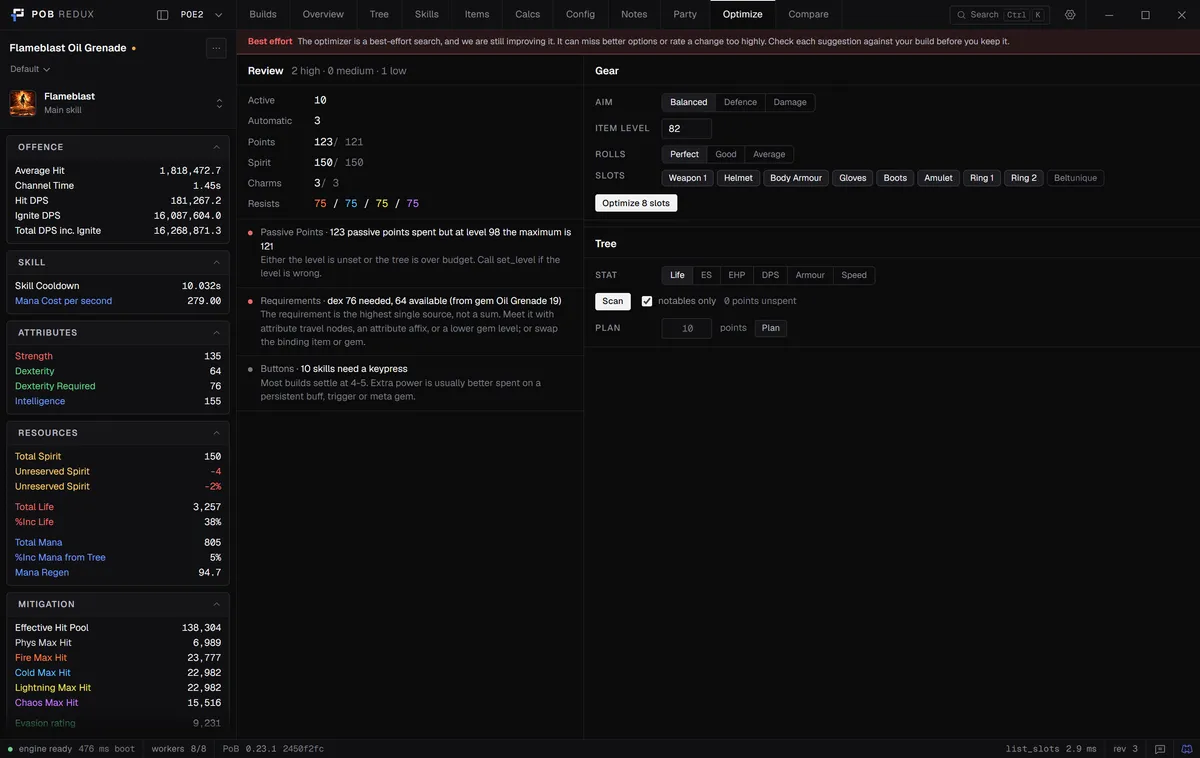 POB REDUX POE2 Builds Overview Tree Skills Items Calcs Config Notes Party Optimize Compare Search Ctrl K
Flameblast Oil Grenade ...
Default
Flameblast
Main skill
OFFENCE
Average Hit 1,818,472.7
Channel Time 1.45s
Hit DPS 181,267.2
Ignite DPS 16,087,604.0
Total DPS inc. Ignite 16,268,871.3
SKILL
Skill Cooldown 10.032s
Mana Cost per second 279.00
ATTRIBUTES
Strength 135
Dexterity 64
Dexterity Required 76
Intelligence 155
RESOURCES
Total Spirit 150
Unreserved Spirit -4
Unreserved Spirit -2%
Total Life 3,257
%Inc Life 38%
Total Mana 805
%Inc Mana from Tree 5%
Mana Regen 94.7
MITIGATION
Effective Hit Pool 138,304
Phys Max Hit 6,989
Fire Max Hit 23,777
Cold Max Hit 22,982
Lightning Max Hit 22,982
Chaos Max Hit 15,516
Evasion rating 9,231
Best effort The optimizer is a best-effort search, and we are still improving it. It can miss better options or rate a change too highly. Check each suggestion against your build before you keep it.
Review 2 high · 0 medium · 1 low
Active 10
Automatic 3
Points 123/ 121
Spirit 150/ 150
Charms 3/ 3
Resists 75 / 75 / 75 / 75
Passive Points · 123 passive points spent but at level 98 the maximum is
121
Either the level is unset or the tree is over budget. Call set_level if the
level is wrong.
Requirements · dex 76 needed, 64 available (from gem Oil Grenade 19)
The requirement is the highest single source, not a sum. Meet it with
attribute travel nodes, an attribute affix, or a lower gem level; or swap
the binding item or gem.
Buttons · 10 skills need a keypress
Most builds settle at 4-5. Extra power is usually better spent on a
persistent buff, trigger or meta gem.
Gear
AIM Balanced Defence Damage
ITEM LEVEL 82
ROLLS Perfect Good Average
SLOTS Weapon 1 Helmet Body Armour Gloves Boots Amulet Ring 1 Ring 2 Beltunique
Optimize 8 slots
Tree
STAT Life ES EHP DPS Armour Speed
Scan notables only 0 points unspent
PLAN 10 points Plan
engine ready 476 ms boot workers 8/8 PoB 0.23.1 2450f2fc list_slots 2.9 ms rev 3